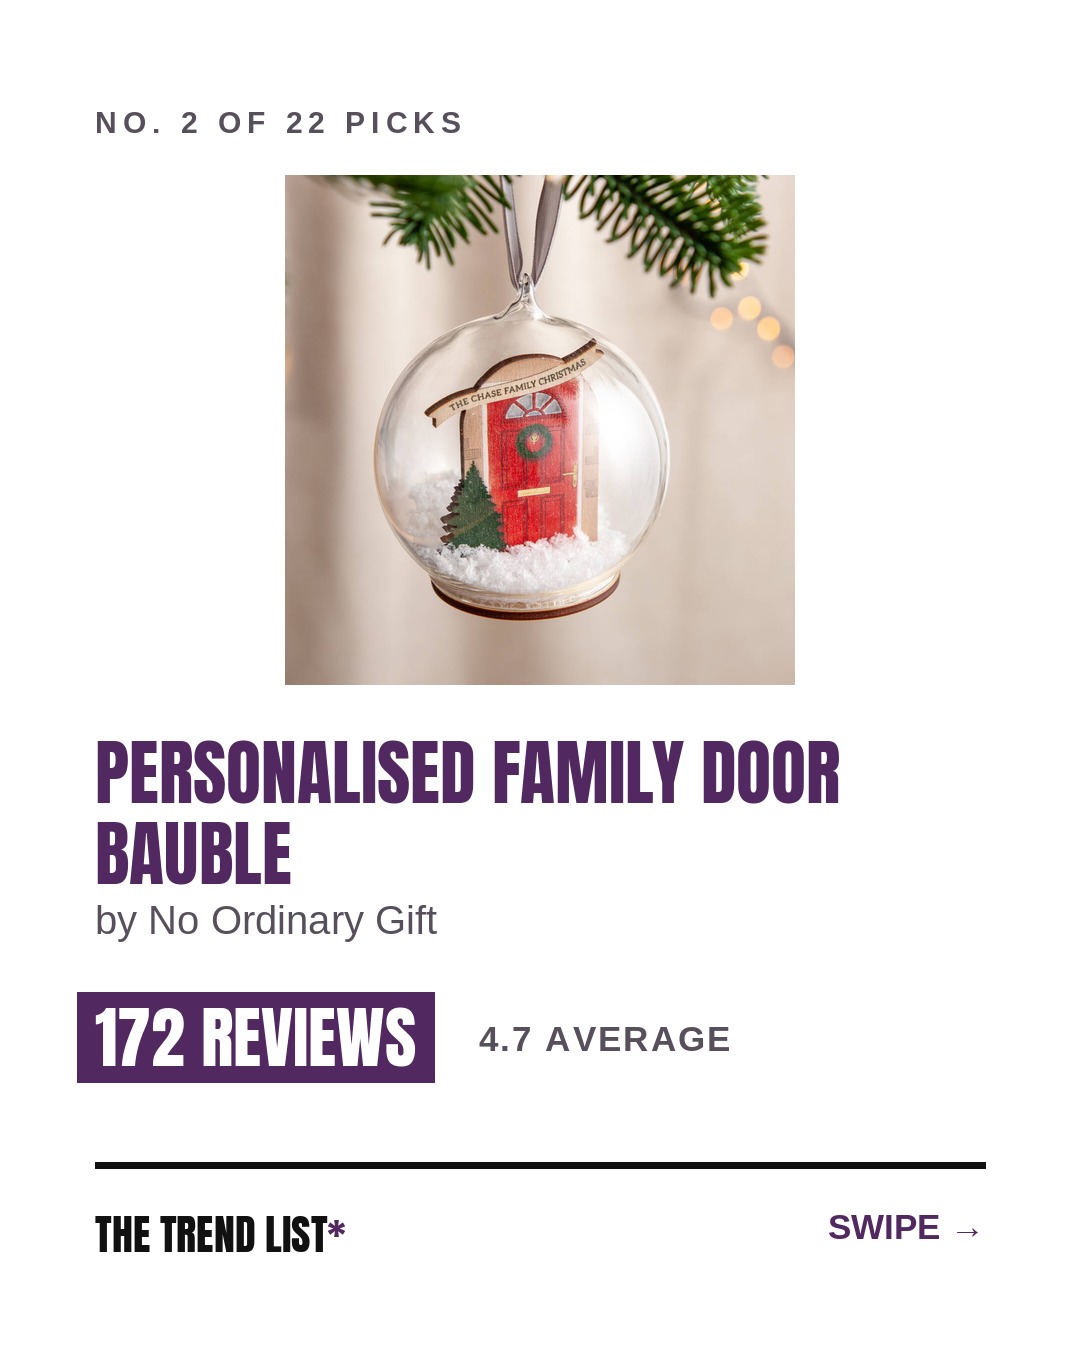 NO. 2 OF 22 PICKS
THE CHASE FAMILY CHRISTMAS
PERSONALISED FAMILY DOOR
BAUBLE
by No Ordinary Gift
172 REVIEWS
4.7 AVERAGE
THE TREND LIST*
SWIPE →